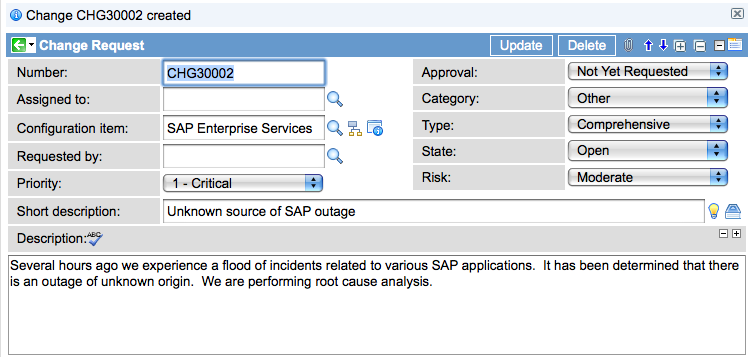 Change CHG30002 created
Change Request Update Delete
Number: CHG30002 Approval: Not Yet Requested
Assigned to: Category: Other
Configuration item: SAP Enterprise Services Type: Comprehensive
Requested by: State: Open
Priority: 1 - Critical Risk: Moderate
Short description: Unknown source of SAP outage
Description: ABC
Several hours ago we experience a flood of incidents related to various SAP applications. It has been determined that there
is an outage of unknown origin. We are performing root cause analysis.